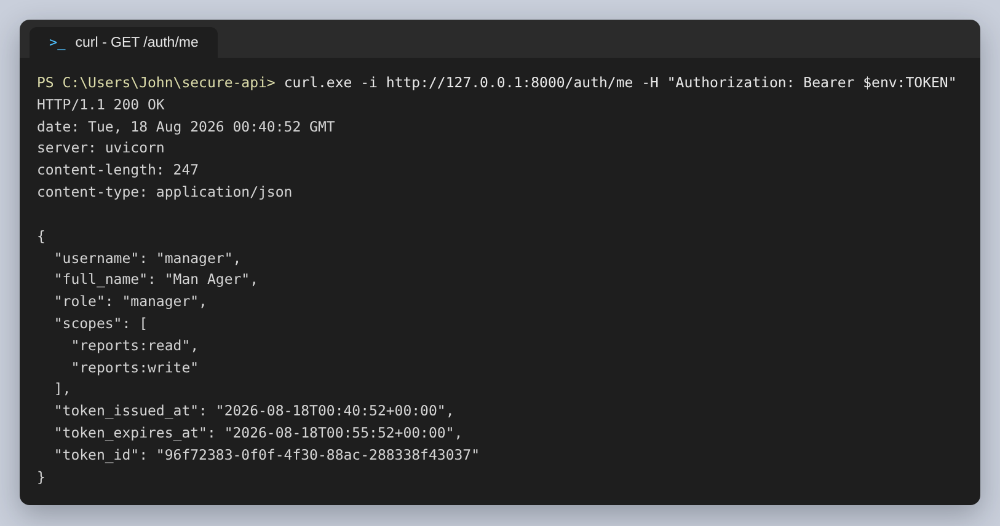 >_ curl - GET /auth/me
PS C:\Users\John\secure-api> curl.exe -i http://127.0.0.1:8000/auth/me -H "Authorization: Bearer $env:TOKEN"
HTTP/1.1 200 OK
date: Tue, 18 Aug 2026 00:40:52 GMT
server: uvicorn
content-length: 247
content-type: application/json

{
  "username": "manager",
  "full_name": "Man Ager",
  "role": "manager",
  "scopes": [
    "reports:read",
    "reports:write"
  ],
  "token_issued_at": "2026-08-18T00:40:52+00:00",
  "token_expires_at": "2026-08-18T00:55:52+00:00",
  "token_id": "96f72383-0f0f-4f30-88ac-288338f43037"
}